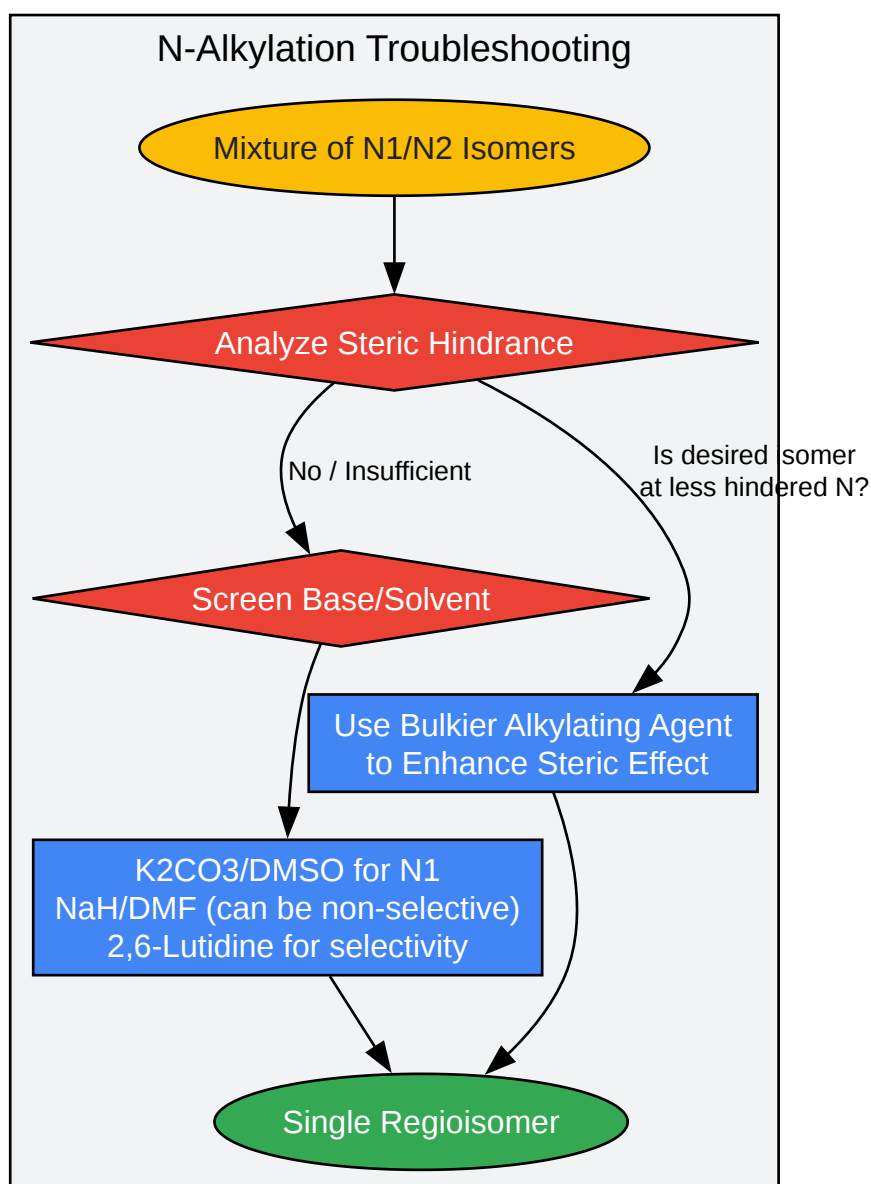 N-Alkylation Troubleshooting
Mixture of N1/N2 Isomers
Analyze Steric Hindrance
Is desired isomer
at less hindered N?
No / Insufficient
Screen Base/Solvent
Use Bulkier Alkylating Agent
to Enhance Steric Effect
K2CO3/DMSO for N1
NaH/DMF (can be non-selective)
2,6-Lutidine for selectivity
Single Regioisomer